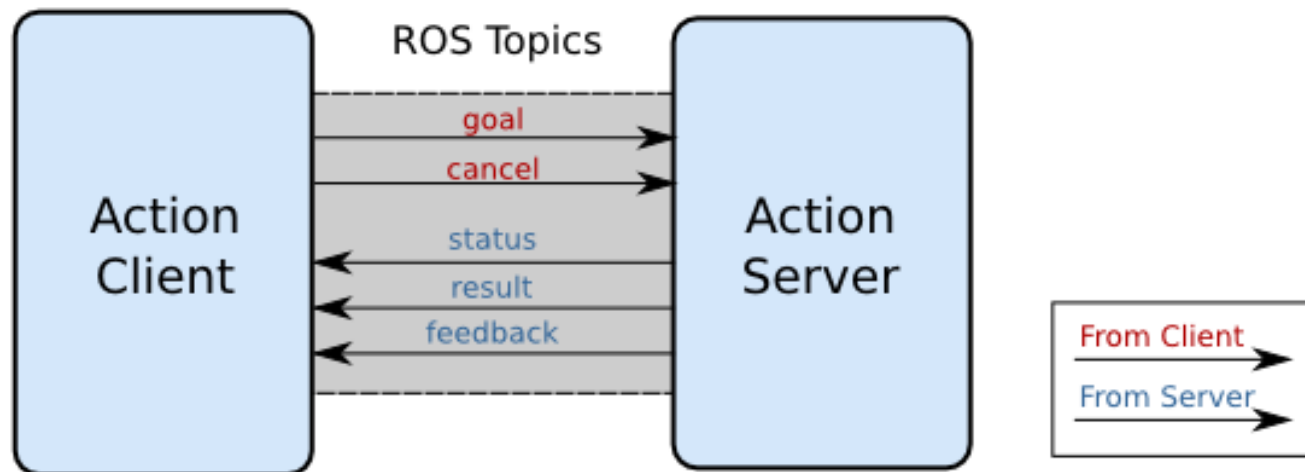 ROS Topics
Action
Client
goal
cancel
status
result
feedback
Action
Server
From Client
From Server